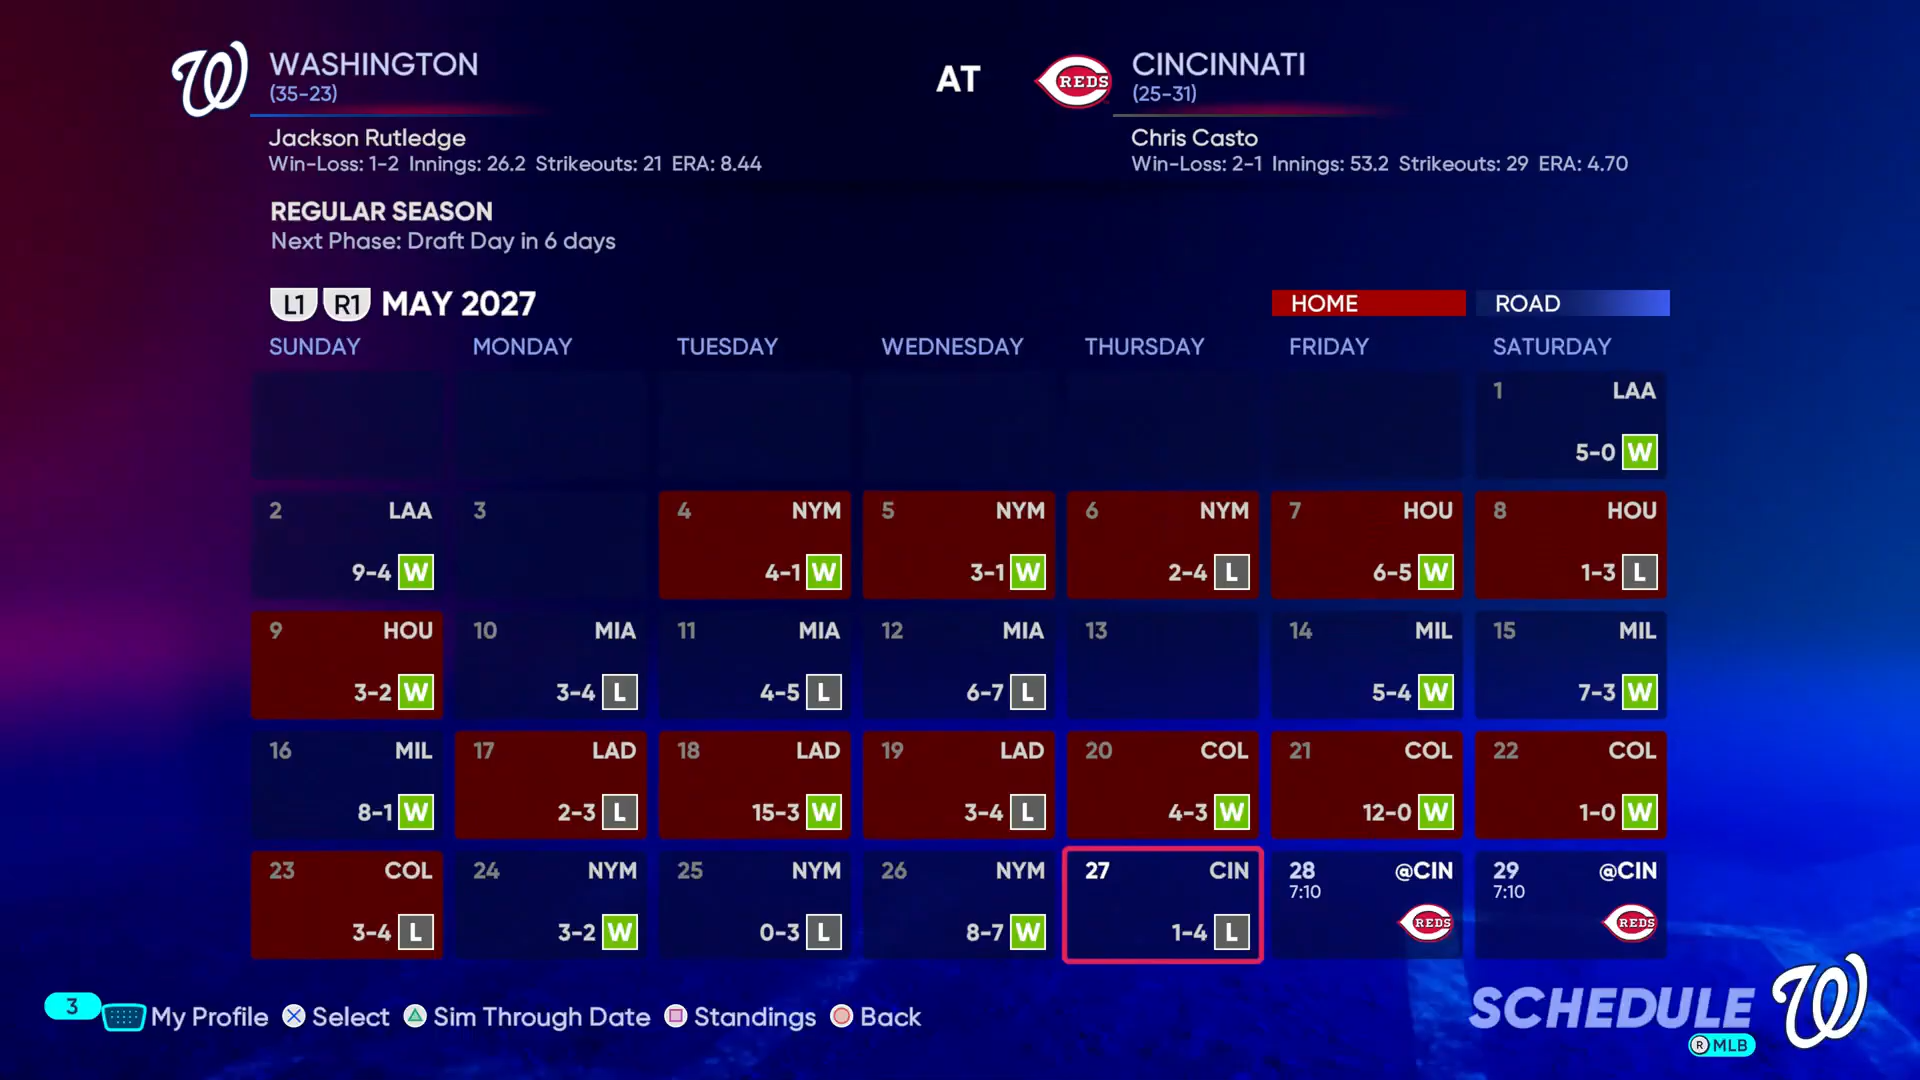 W WASHINGTON AT REDS CINCINNATI
(35-23) (25-31)
Jackson Rutledge Chris Casto
Win-Loss: 1-2 Innings: 26.2 Strikeouts: 21 ERA: 8.44 Win-Loss: 2-1 Innings: 53.2 Strikeouts: 29 ERA: 4.70
REGULAR SEASON
Next Phase: Draft Day in 6 days
L1 R1 MAY 2027 HOME ROAD
SUNDAY MONDAY TUESDAY WEDNESDAY THURSDAY FRIDAY SATURDAY
1 LAA
5-0 W
2 LAA 3 4 NYM 5 NYM 6 NYM 7 HOU 8 HOU
9-4 W 4-1 W 3-1 W 2-4 L 6-5 W 1-3 L
9 HOU 10 MIA 11 MIA 12 MIA 13 14 MIL 15 MIL
3-2 W 3-4 L 4-5 L 6-7 L 5-4 W 7-3 W
16 MIL 17 LAD 18 LAD 19 LAD 20 COL 21 COL 22 COL
8-1 W 2-3 L 15-3 W 3-4 L 4-3 W 12-0 W 1-0 W
23 COL 24 NYM 25 NYM 26 NYM 27 CIN 28 @CIN 29 @CIN
7:10 7:10
3-4 L 3-2 W 0-3 L 8-7 W 1-4 L REDS REDS
3 My Profile Select Sim Through Date Standings Back SCHEDULE W
R MLB